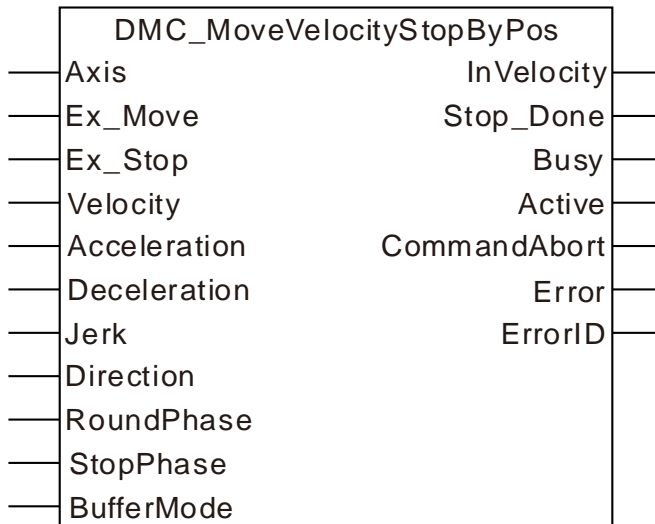 DMC_MoveVelocityStopByPos
Axis InVelocity
Ex_Move Stop_Done
Ex_Stop Busy
Velocity Active
Acceleration CommandAbort
Deceleration Error
Jerk ErrorID
Direction
RoundPhase
StopPhase
BufferMode